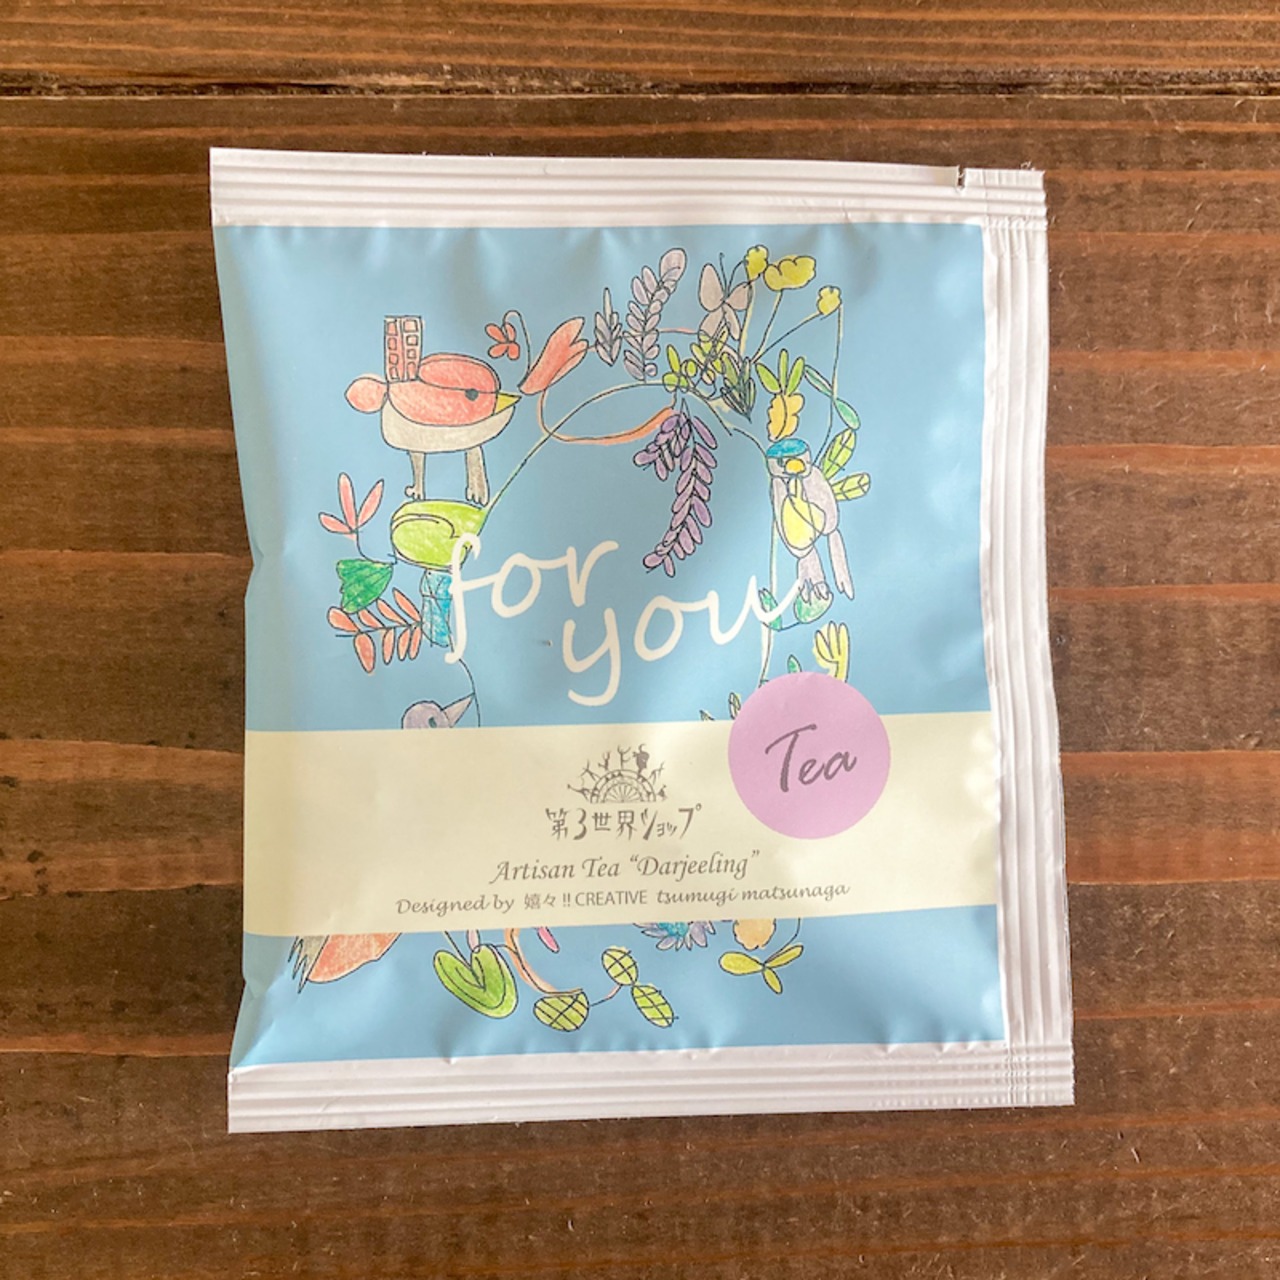 for
you
Tea
第3世界ショップ
Artisan Tea “Darjeeling”
Designed by 嬉々!! CREATIVE tsumugi matsunaga